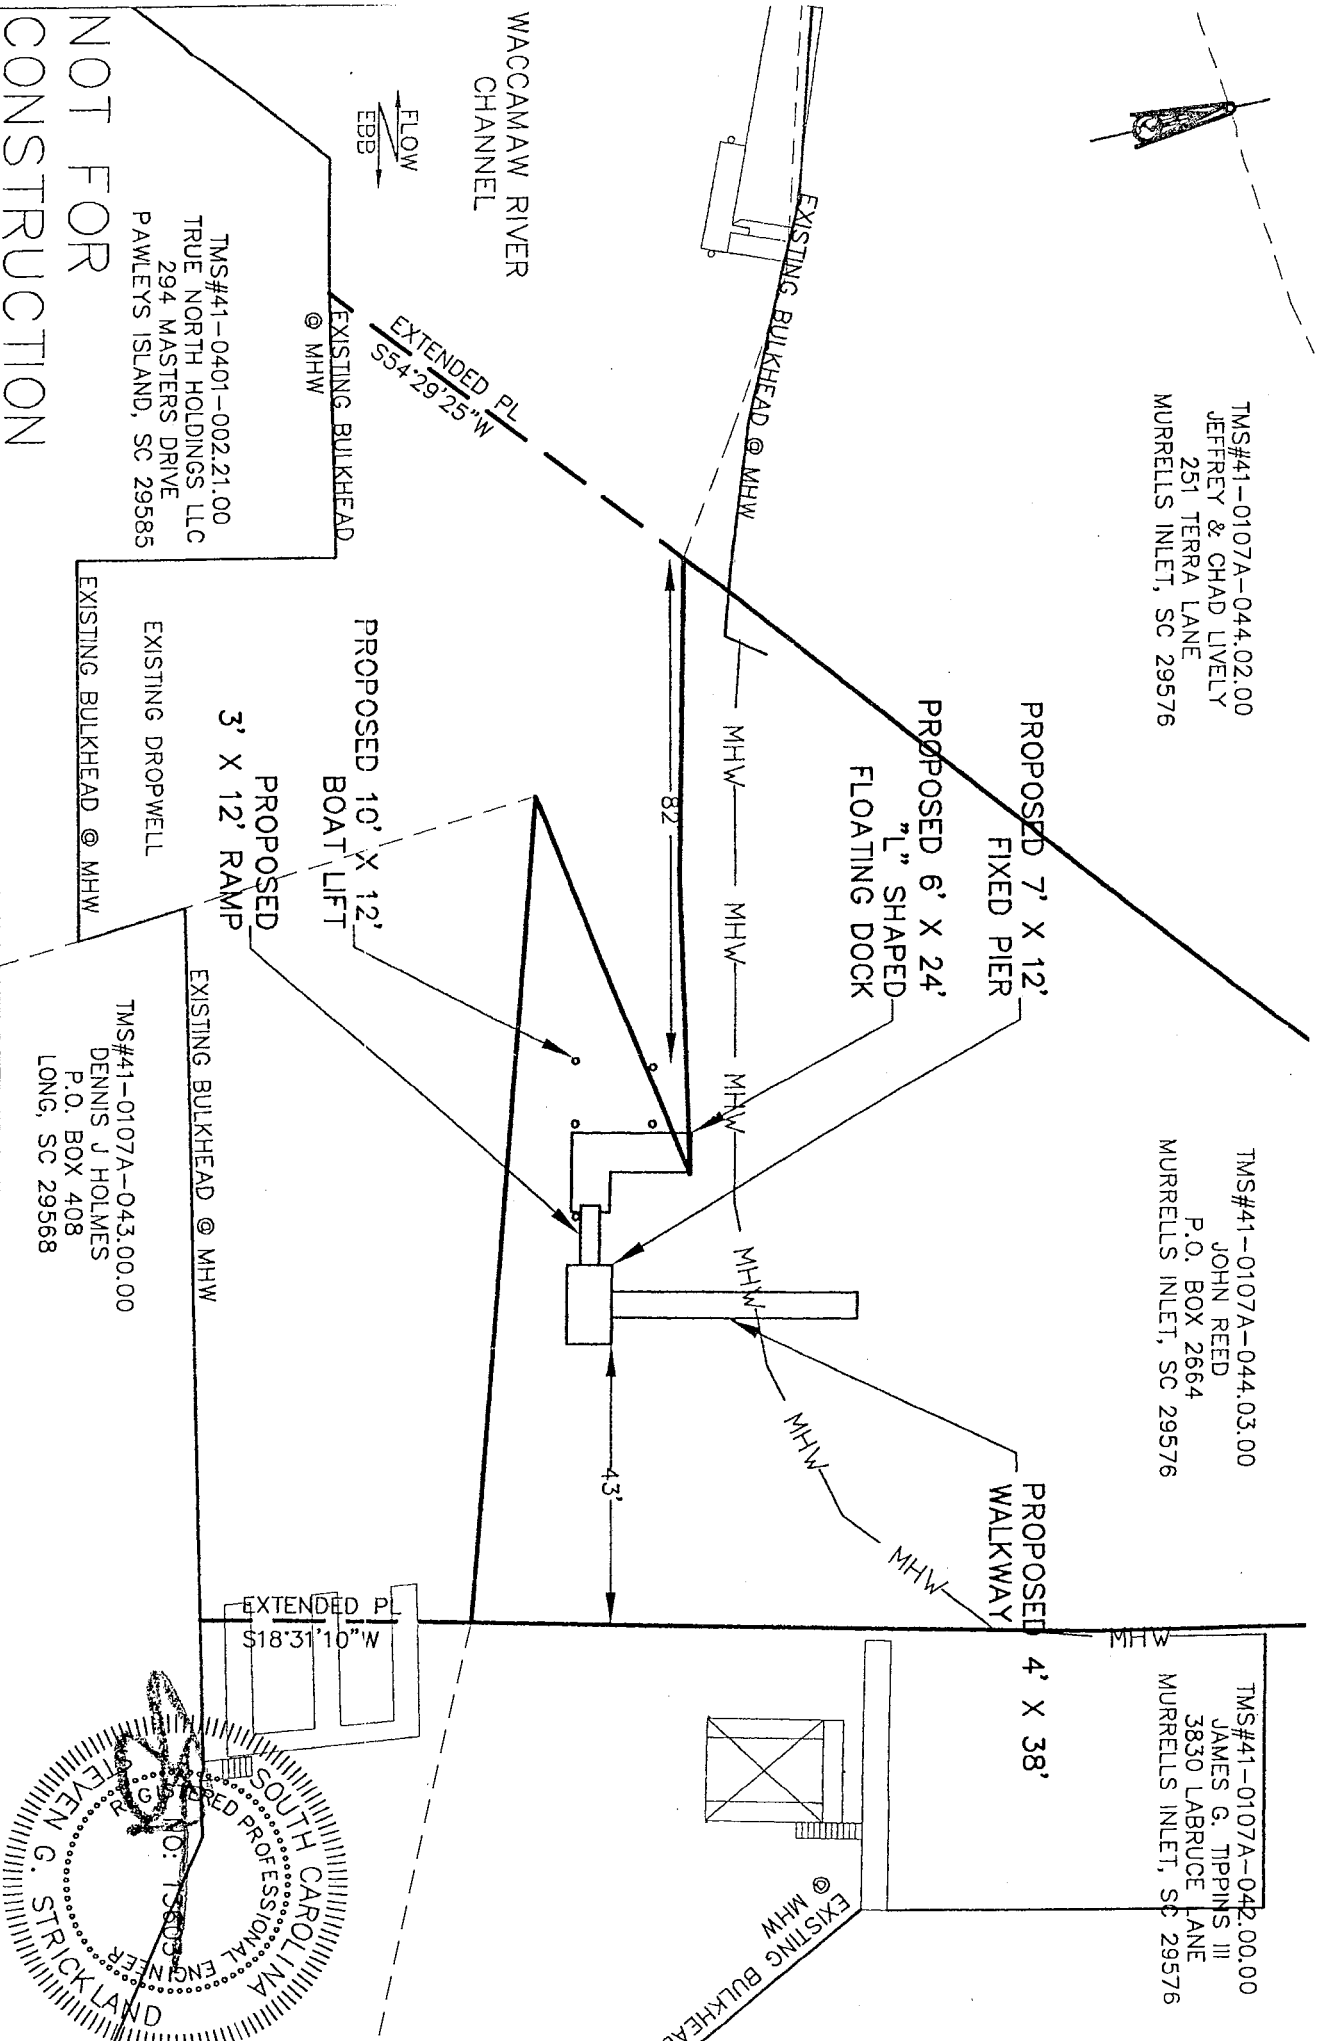 TMS#41-0107A-044.02.00
JEFFREY & CHAD LIVELY
251 TERRA LANE
MURRELLS INLET, SC 29576
TMS#41-0107A-044.03.00
JOHN REED
P.O. BOX 2664
MURRELLS INLET, SC 29576
TMS#41-0107A-042.00.00
JAMES G. TIPPINS III
3830 LABRUCE LANE
MURRELLS INLET, SC 29576
PROPOSED 7' X 12'
FIXED PIER
PROPOSED 6' X 24'
"L" SHAPED
FLOATING DOCK
PROPOSED 4' X 38'
WALKWAY
EXISTING BULKHEAD @ MHW
MHW
MHW
MHW
MHW
MHW
MHW
MHW
EXISTING BULKHEAD
@ MHW
82'
43'
WACCAMAW RIVER
CHANNEL
FLOW
EBB
EXTENDED PL
S54°29'25"W
PROPOSED 10' X 12'
BOAT LIFT
PROPOSED
3' X 12' RAMP
EXISTING BULKHEAD
@ MHW
EXTENDED PL
S18°31'10"W
TMS#41-0401-002.21.00
TRUE NORTH HOLDINGS LLC
294 MASTERS DRIVE
PAWLEYS ISLAND, SC 29585
EXISTING DROPWELL
EXISTING BULKHEAD @ MHW
EXISTING BULKHEAD @ MHW
TMS#41-0107A-043.00.00
DENNIS J HOLMES
P.O. BOX 408
LONG, SC 29568
NOT FOR
CONSTRUCTION
SOUTH CAROLINA
REGISTERED PROFESSIONAL ENGINEER
NO: 13603
STEVEN G. STRICKLAND